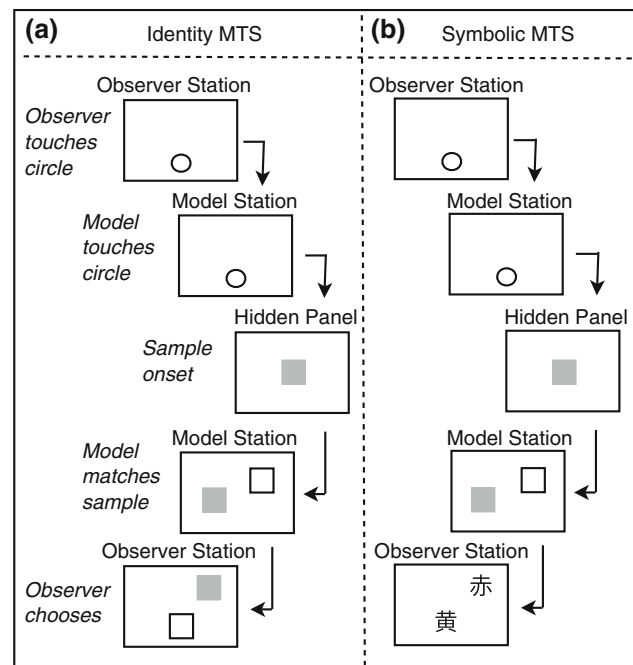 (a) Identity MTS
(b) Symbolic MTS
Observer Station
Observer
touches
circle
Model Station
Model
touches
circle
Hidden Panel
Sample
onset
Model Station
Model
matches
sample
Observer Station
Observer
chooses
Observer Station
Model Station
Hidden Panel
Model Station
Observer Station
赤
黄